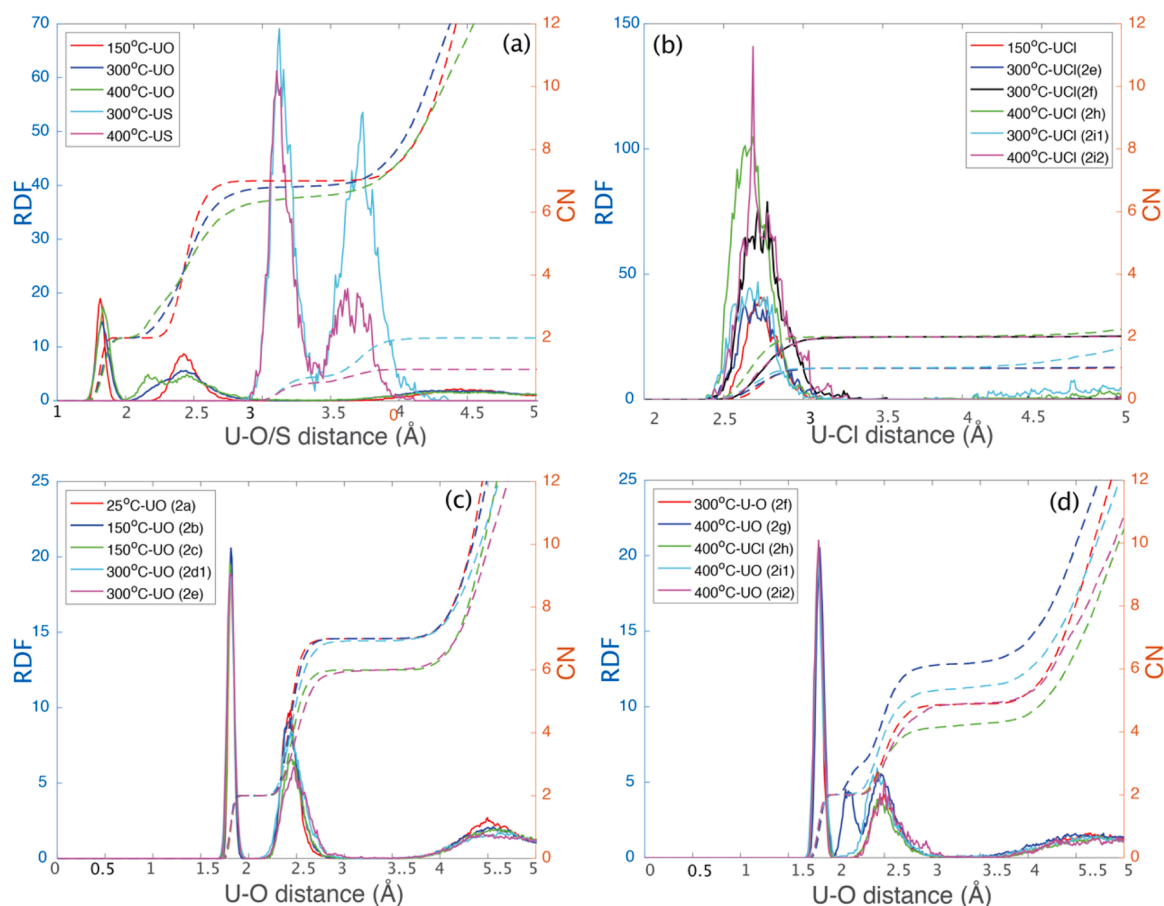 (a)
150°C-UO
300°C-UO
400°C-UO
300°C-US
400°C-US
RDF
CN
0 10 20 30 40 50 60 70
0 2 4 6 8 10 12
1 1.5 2 2.5 3 3.5 4 4.5 5
0
U-O/S distance (Å)
(b)
150°C-UCl
300°C-UCl(2e)
300°C-UCl(2f)
400°C-UCl (2h)
300°C-UCl (2i1)
400°C-UCl (2i2)
RDF
CN
0 50 100 150
0 2 4 6 8 10 12
2 2.5 3 3.5 4 4.5 5
U-Cl distance (Å)
(c)
25°C-UO (2a)
150°C-UO (2b)
150°C-UO (2c)
300°C-UO (2d1)
300°C-UO (2e)
RDF
CN
0 5 10 15 20 25
0 2 4 6 8 10 12
0 0.5 1 1.5 2 2.5 3 3.5 4 5..5 5
U-O distance (Å)
(d)
300°C-U-O (2f)
400°C-UO (2g)
400°C-UCl (2h)
400°C-UO (2i1)
400°C-UO (2i2)
RDF
CN
0 5 10 15 20 25
0 2 4 6 8 10 12
0 0.5 1 1.5 2 2.5 3 3.5 4 5..5 5
U-O distance (Å)